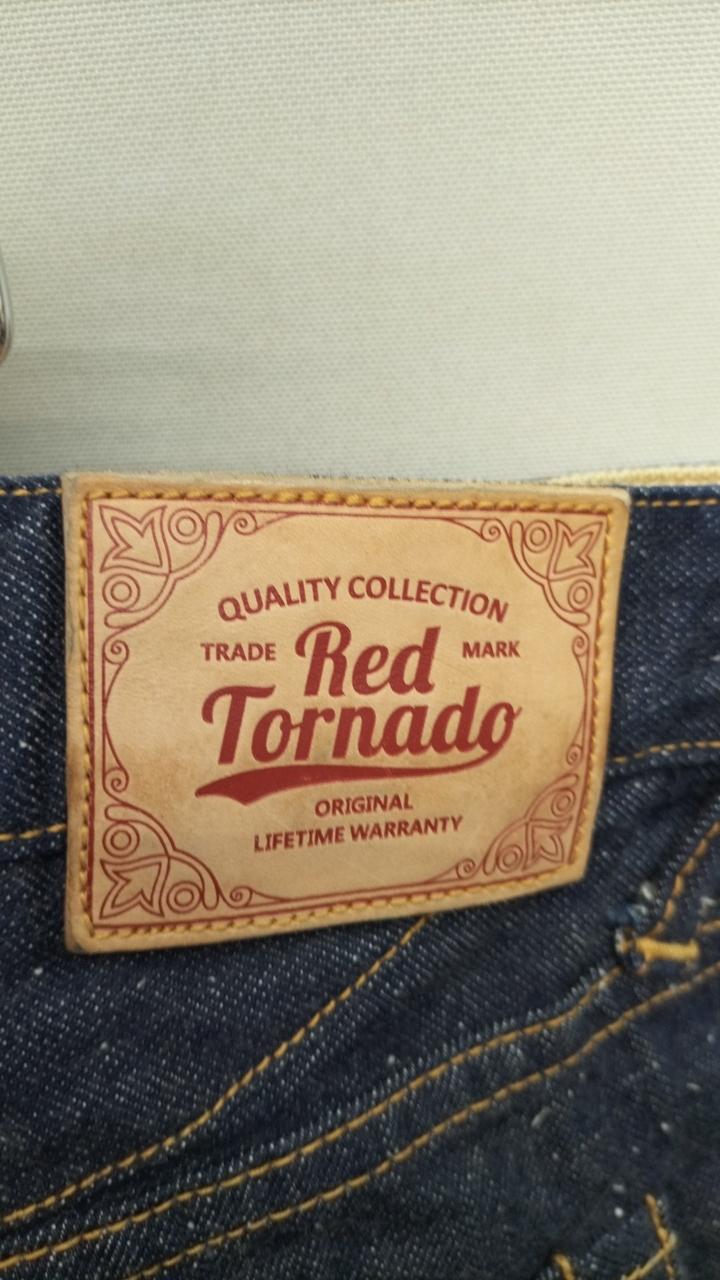 QUALITY COLLECTION
TRADE Red MARK
Tornado
ORIGINAL
LIFETIME WARRANTY